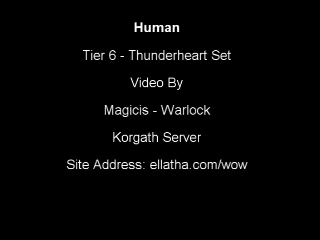 Human
Tier 6 - Thunderheart Set
Video By
Magicis - Warlock
Korgath Server
Site Address: ellatha.com/wow